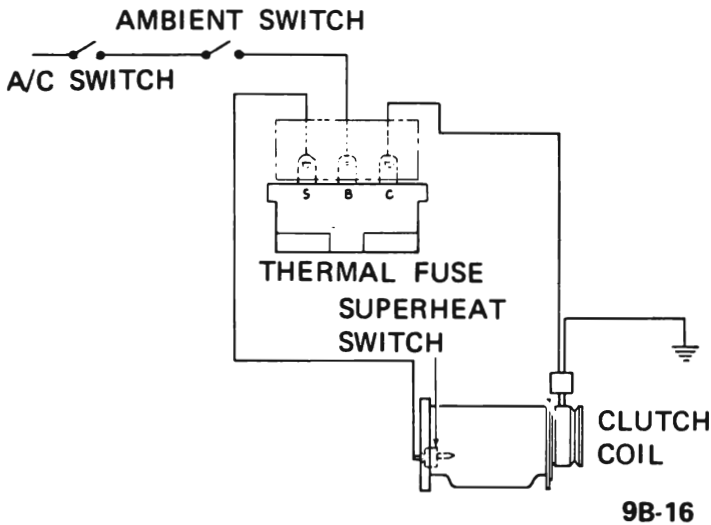 AMBIENT SWITCH
A/C SWITCH
S B C
THERMAL FUSE
SUPERHEAT
SWITCH
CLUTCH
COIL
9B-16